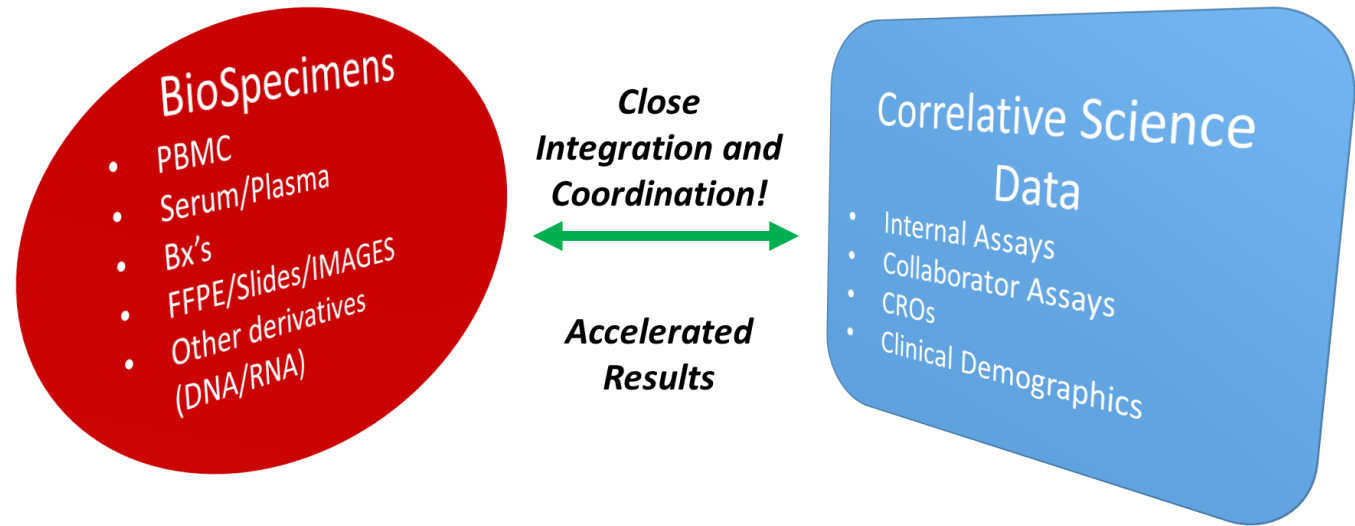 BioSpecimens
• PBMC
• Serum/Plasma
• Bx’s
• FFPE/Slides/IMAGES
• Other derivatives
(DNA/RNA)
Close
Integration and
Coordination!
Accelerated
Results
Correlative Science
Data
• Internal Assays
• Collaborator Assays
• CROs
• Clinical Demographics